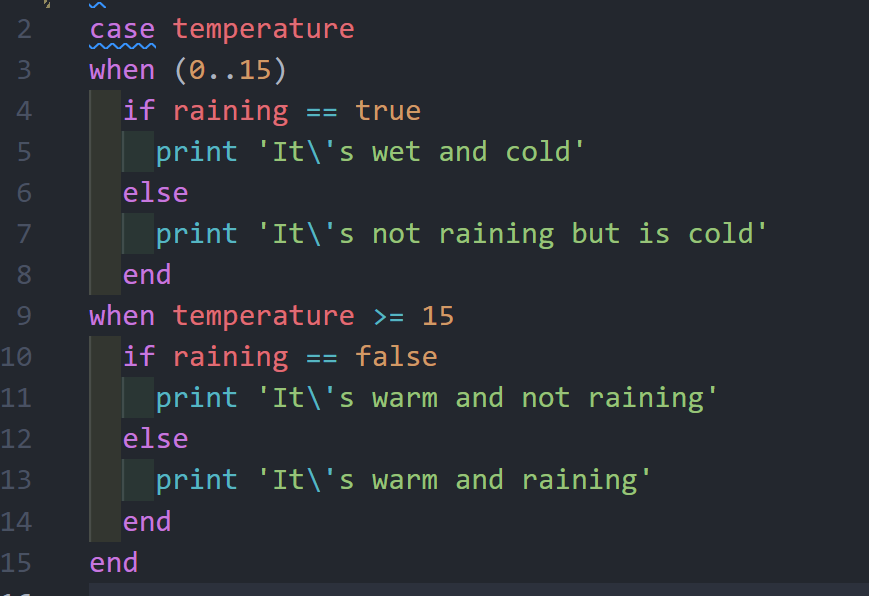 2 case temperature
3 when (0..15)
4 if raining == true
5 print 'It\'s wet and cold'
6 else
7 print 'It\'s not raining but is cold'
8 end
9 when temperature >= 15
10 if raining == false
11 print 'It\'s warm and not raining'
12 else
13 print 'It\'s warm and raining'
14 end
15 end